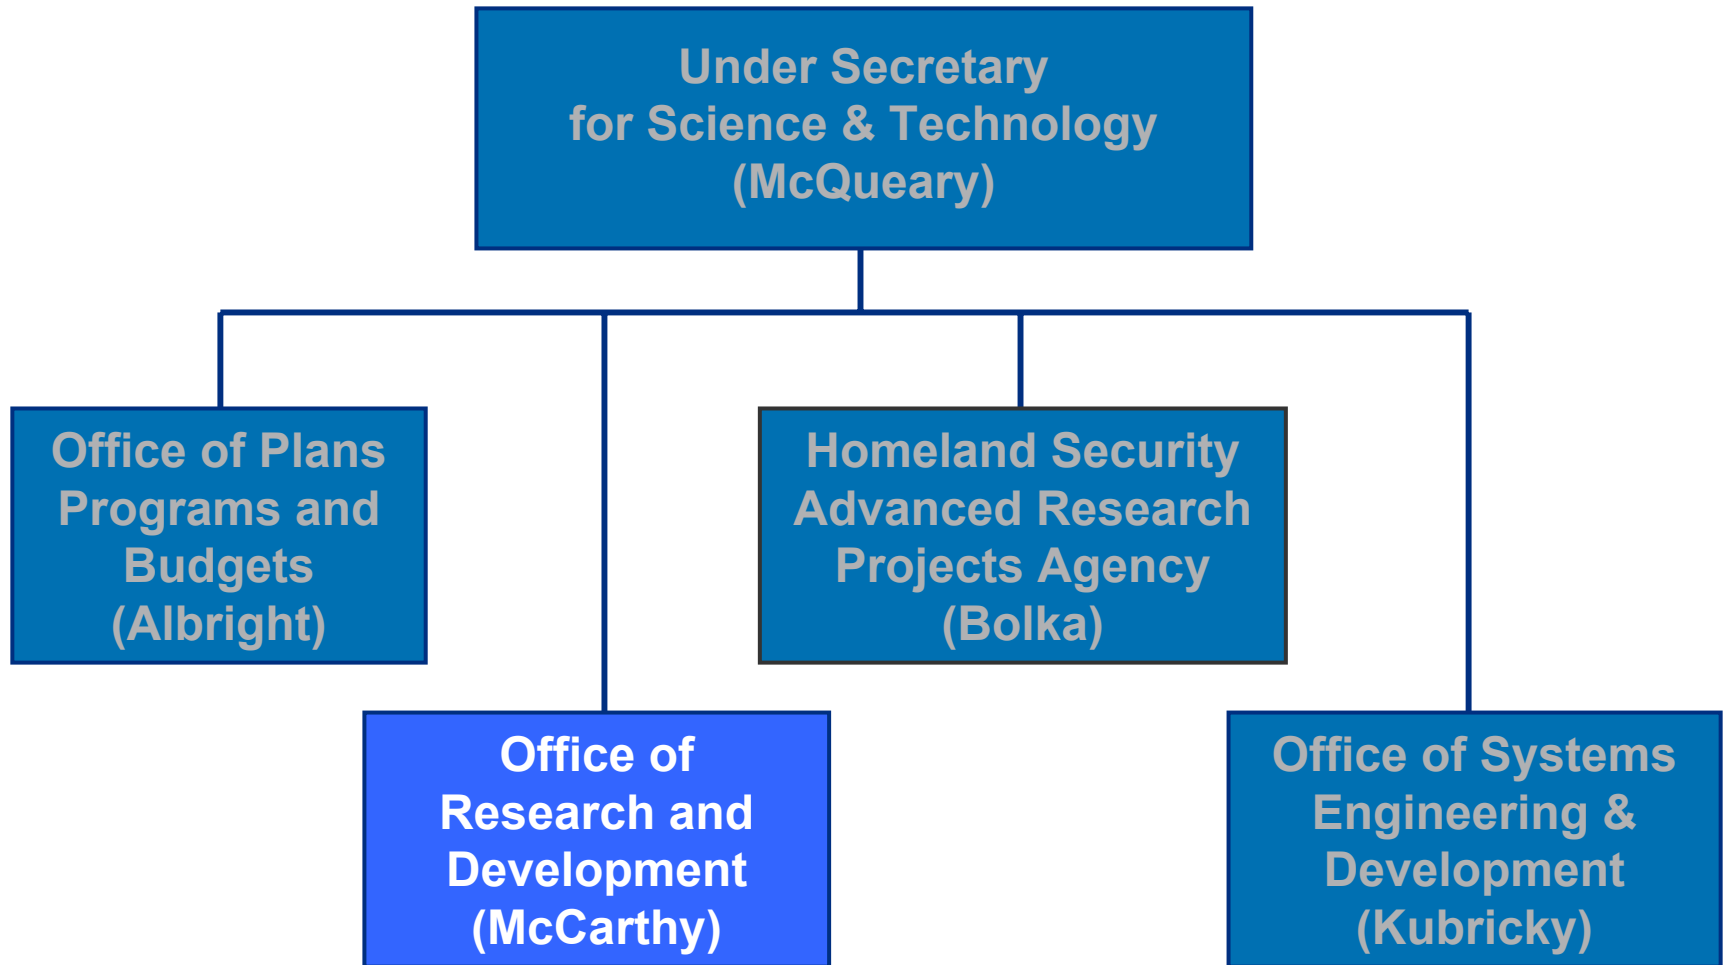 Under Secretary
for Science & Technology
(McQueary)
Office of Plans
Programs and
Budgets
(Albright)
Homeland Security
Advanced Research
Projects Agency
(Bolka)
Office of
Research and
Development
(McCarthy)
Office of Systems
Engineering &
Development
(Kubricky)